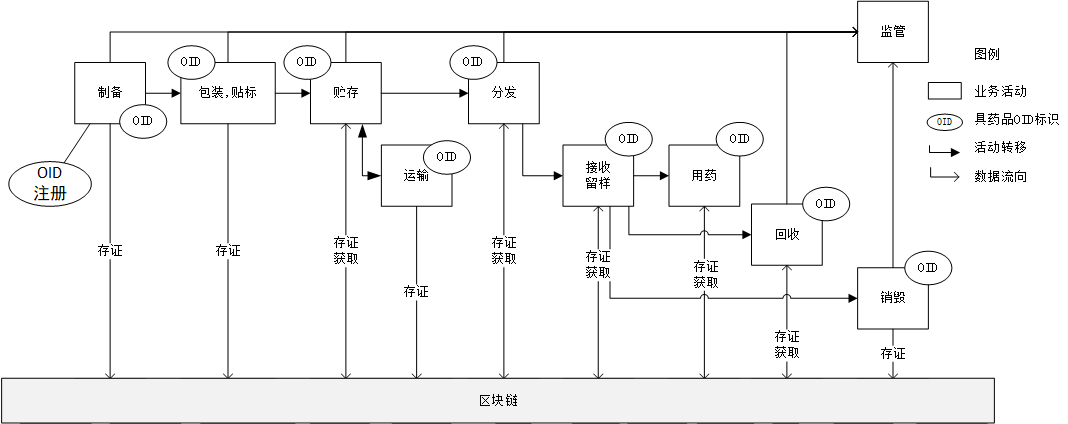 监管
图例
OID
OID
OID
制备
包装,贴标
贮存
分发
业务活动
OID
OID
具药品OID标识
OID
接收
留样
OID
用药
活动转移
OID
运输
数据流向
OID
注册
OID
回收
存证
存证
存证
获取
存证
获取
存证
获取
存证
获取
OID
销毁
存证
存证
获取
存证
区块链